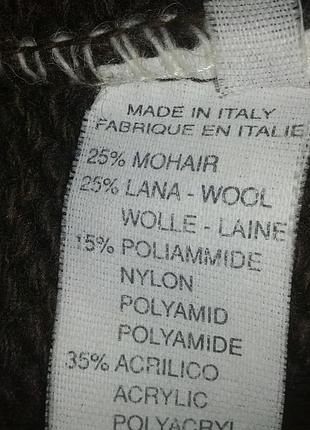 MADE IN ITALY
FABRIQUE EN ITALIE
25% MOHAIR
25% LANA - WOOL
WOLLE - LAINE
15% POLIAMMIDE
NYLON
POLYAMID
POLYAMIDE
35% ACRILICO
ACRYLIC
POLYACRYL